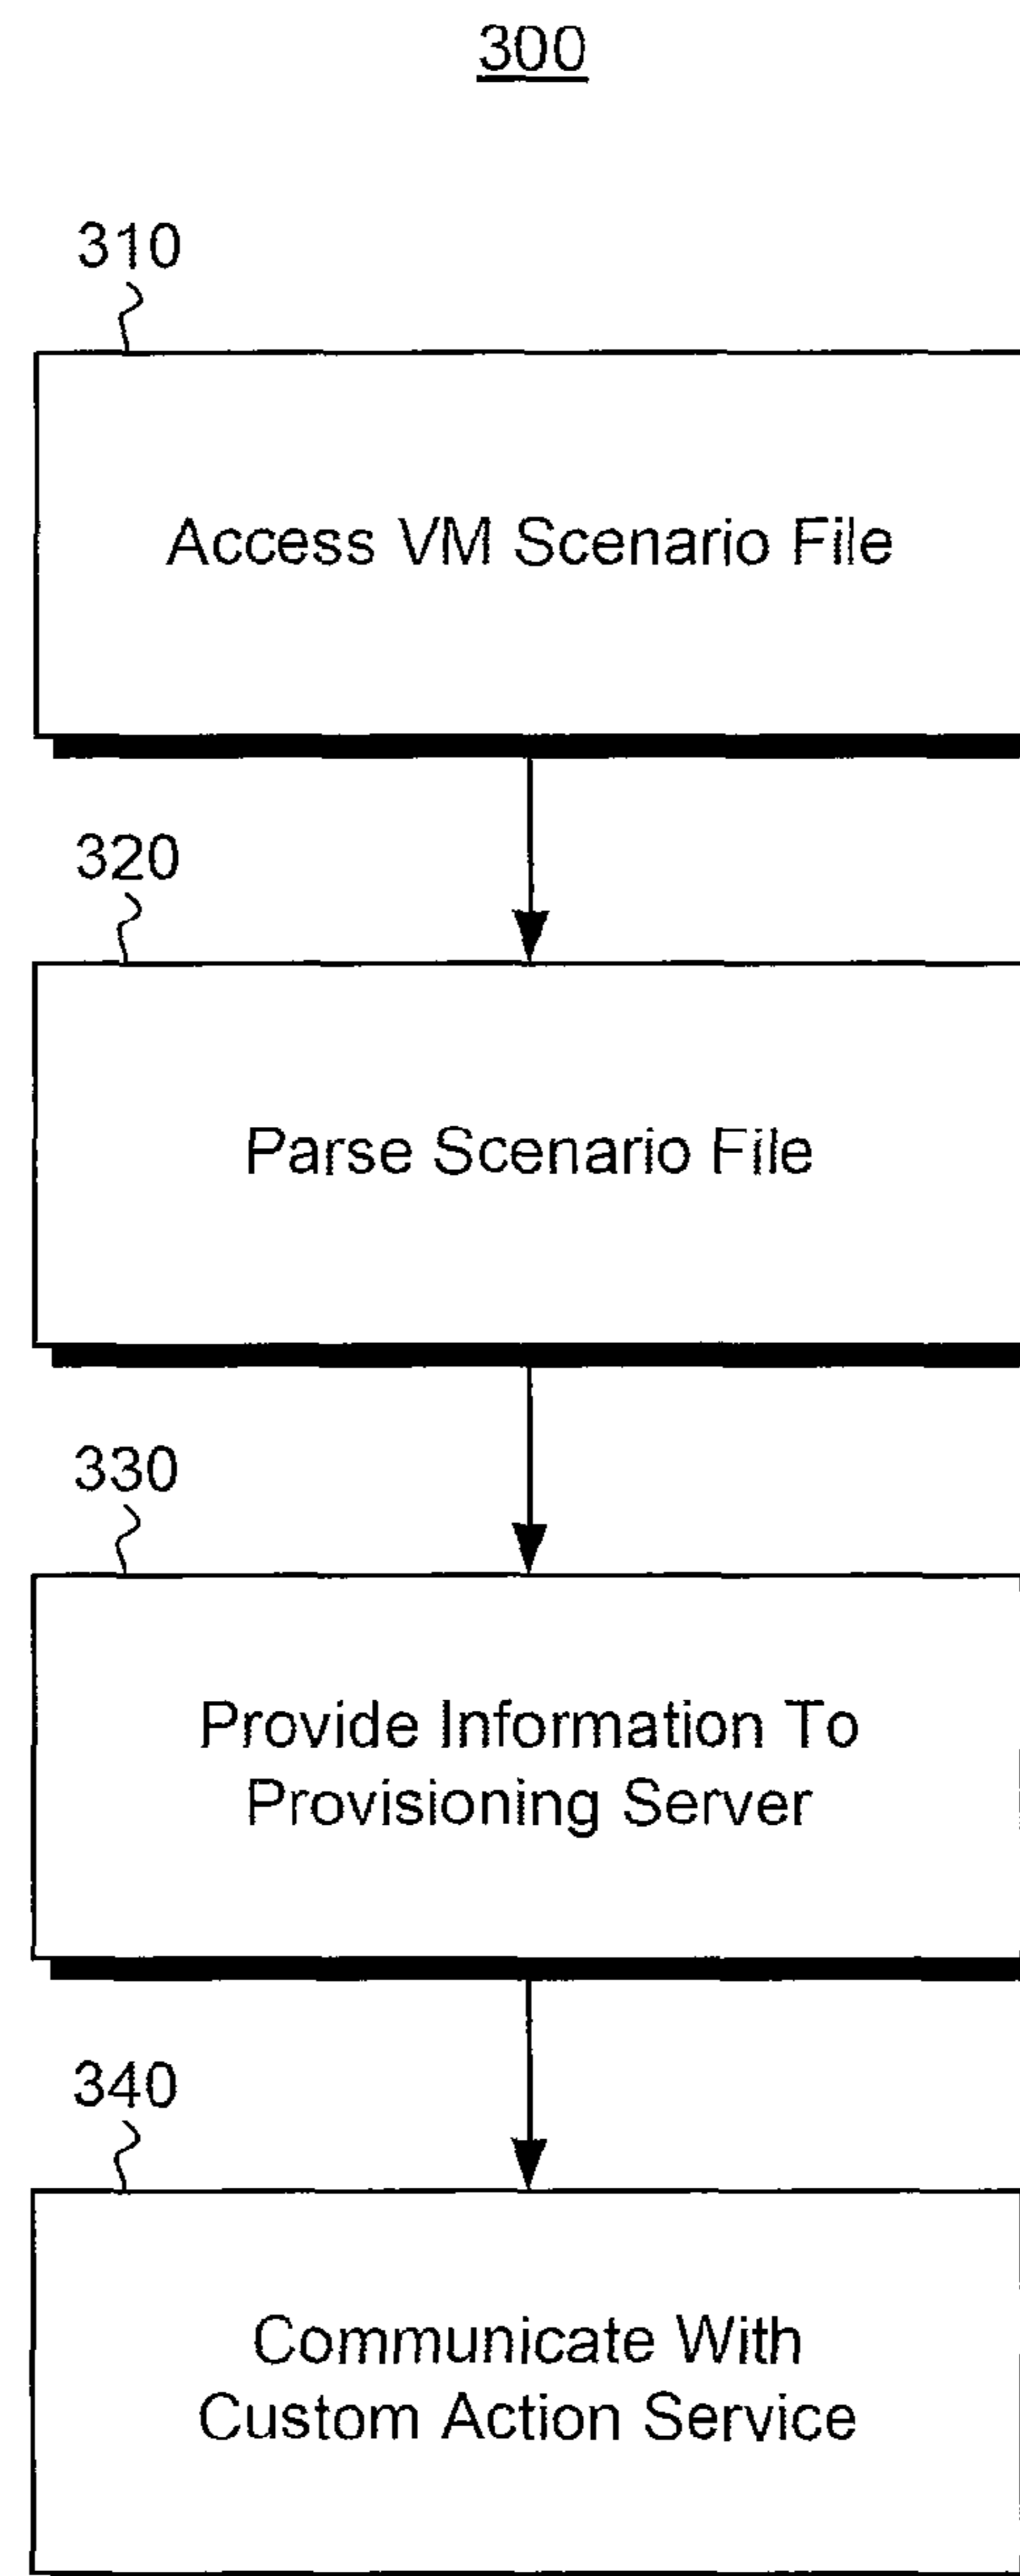 300
310
Access VM Scenario File
320
Parse Scenario File
330
Provide Information To
Provisioning Server
340
Communicate With
Custom Action Service